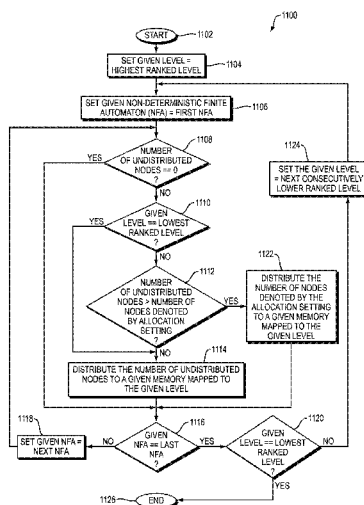 1100
START
1102
SET GIVEN LEVEL =
HIGHEST RANKED LEVEL
1104
SET GIVEN NON-DETERMINISTIC FINITE
AUTOMATON (NFA) = FIRST NFA
1106
1108
NUMBER
OF UNDISTRIBUTED
NODES == 0
?
YES
NO
1110
GIVEN
LEVEL == LOWEST
RANKED LEVEL
?
YES
NO
1112
NUMBER
OF UNDISTRIBUTED
NODES > NUMBER OF
NODES DENOTED
BY ALLOCATION
SETTING
?
YES
NO
1122
DISTRIBUTE THE
NUMBER OF NODES
DENOTED BY THE
ALLOCATION SETTING
TO A GIVEN MEMORY
MAPPED TO THE
GIVEN LEVEL
1124
SET THE GIVEN LEVEL
= NEXT CONSECUTIVELY
LOWER RANKED LEVEL
1114
DISTRIBUTE THE NUMBER OF UNDISTRIBUTED
NODES TO A GIVEN MEMORY MAPPED TO THE
GIVEN LEVEL
1118
SET GIVEN NFA =
NEXT NFA
NO
1116
GIVEN
NFA == LAST
NFA
?
YES
1120
GIVEN
LEVEL == LOWEST
RANKED
LEVEL
?
NO
YES
1126
END